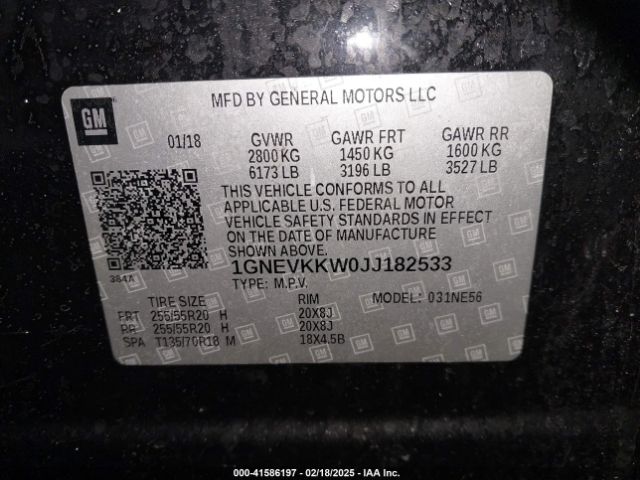 GM
MFD BY GENERAL MOTORS LLC
01/18 GVWR GAWR FRT GAWR RR
2800 KG 1450 KG 1600 KG
6173 LB 3196 LB 3527 LB
THIS VEHICLE CONFORMS TO ALL
APPLICABLE U.S. FEDERAL MOTOR
VEHICLE SAFETY STANDARDS IN EFFECT
ON THE DATE OF MANUFACTURE
SHOWN ABOVE.
384A
1GNEVKKW0JJ182533
TYPE: M.P.V.
TIRE SIZE RIM MODEL: 031NE56
FRT 255/55R20 H 20X8J
RR 255/55R20 H 20X8J
SPA T135/70R18 M 18X4.5B
000-41586197 - 02/18/2025 - IAA Inc.